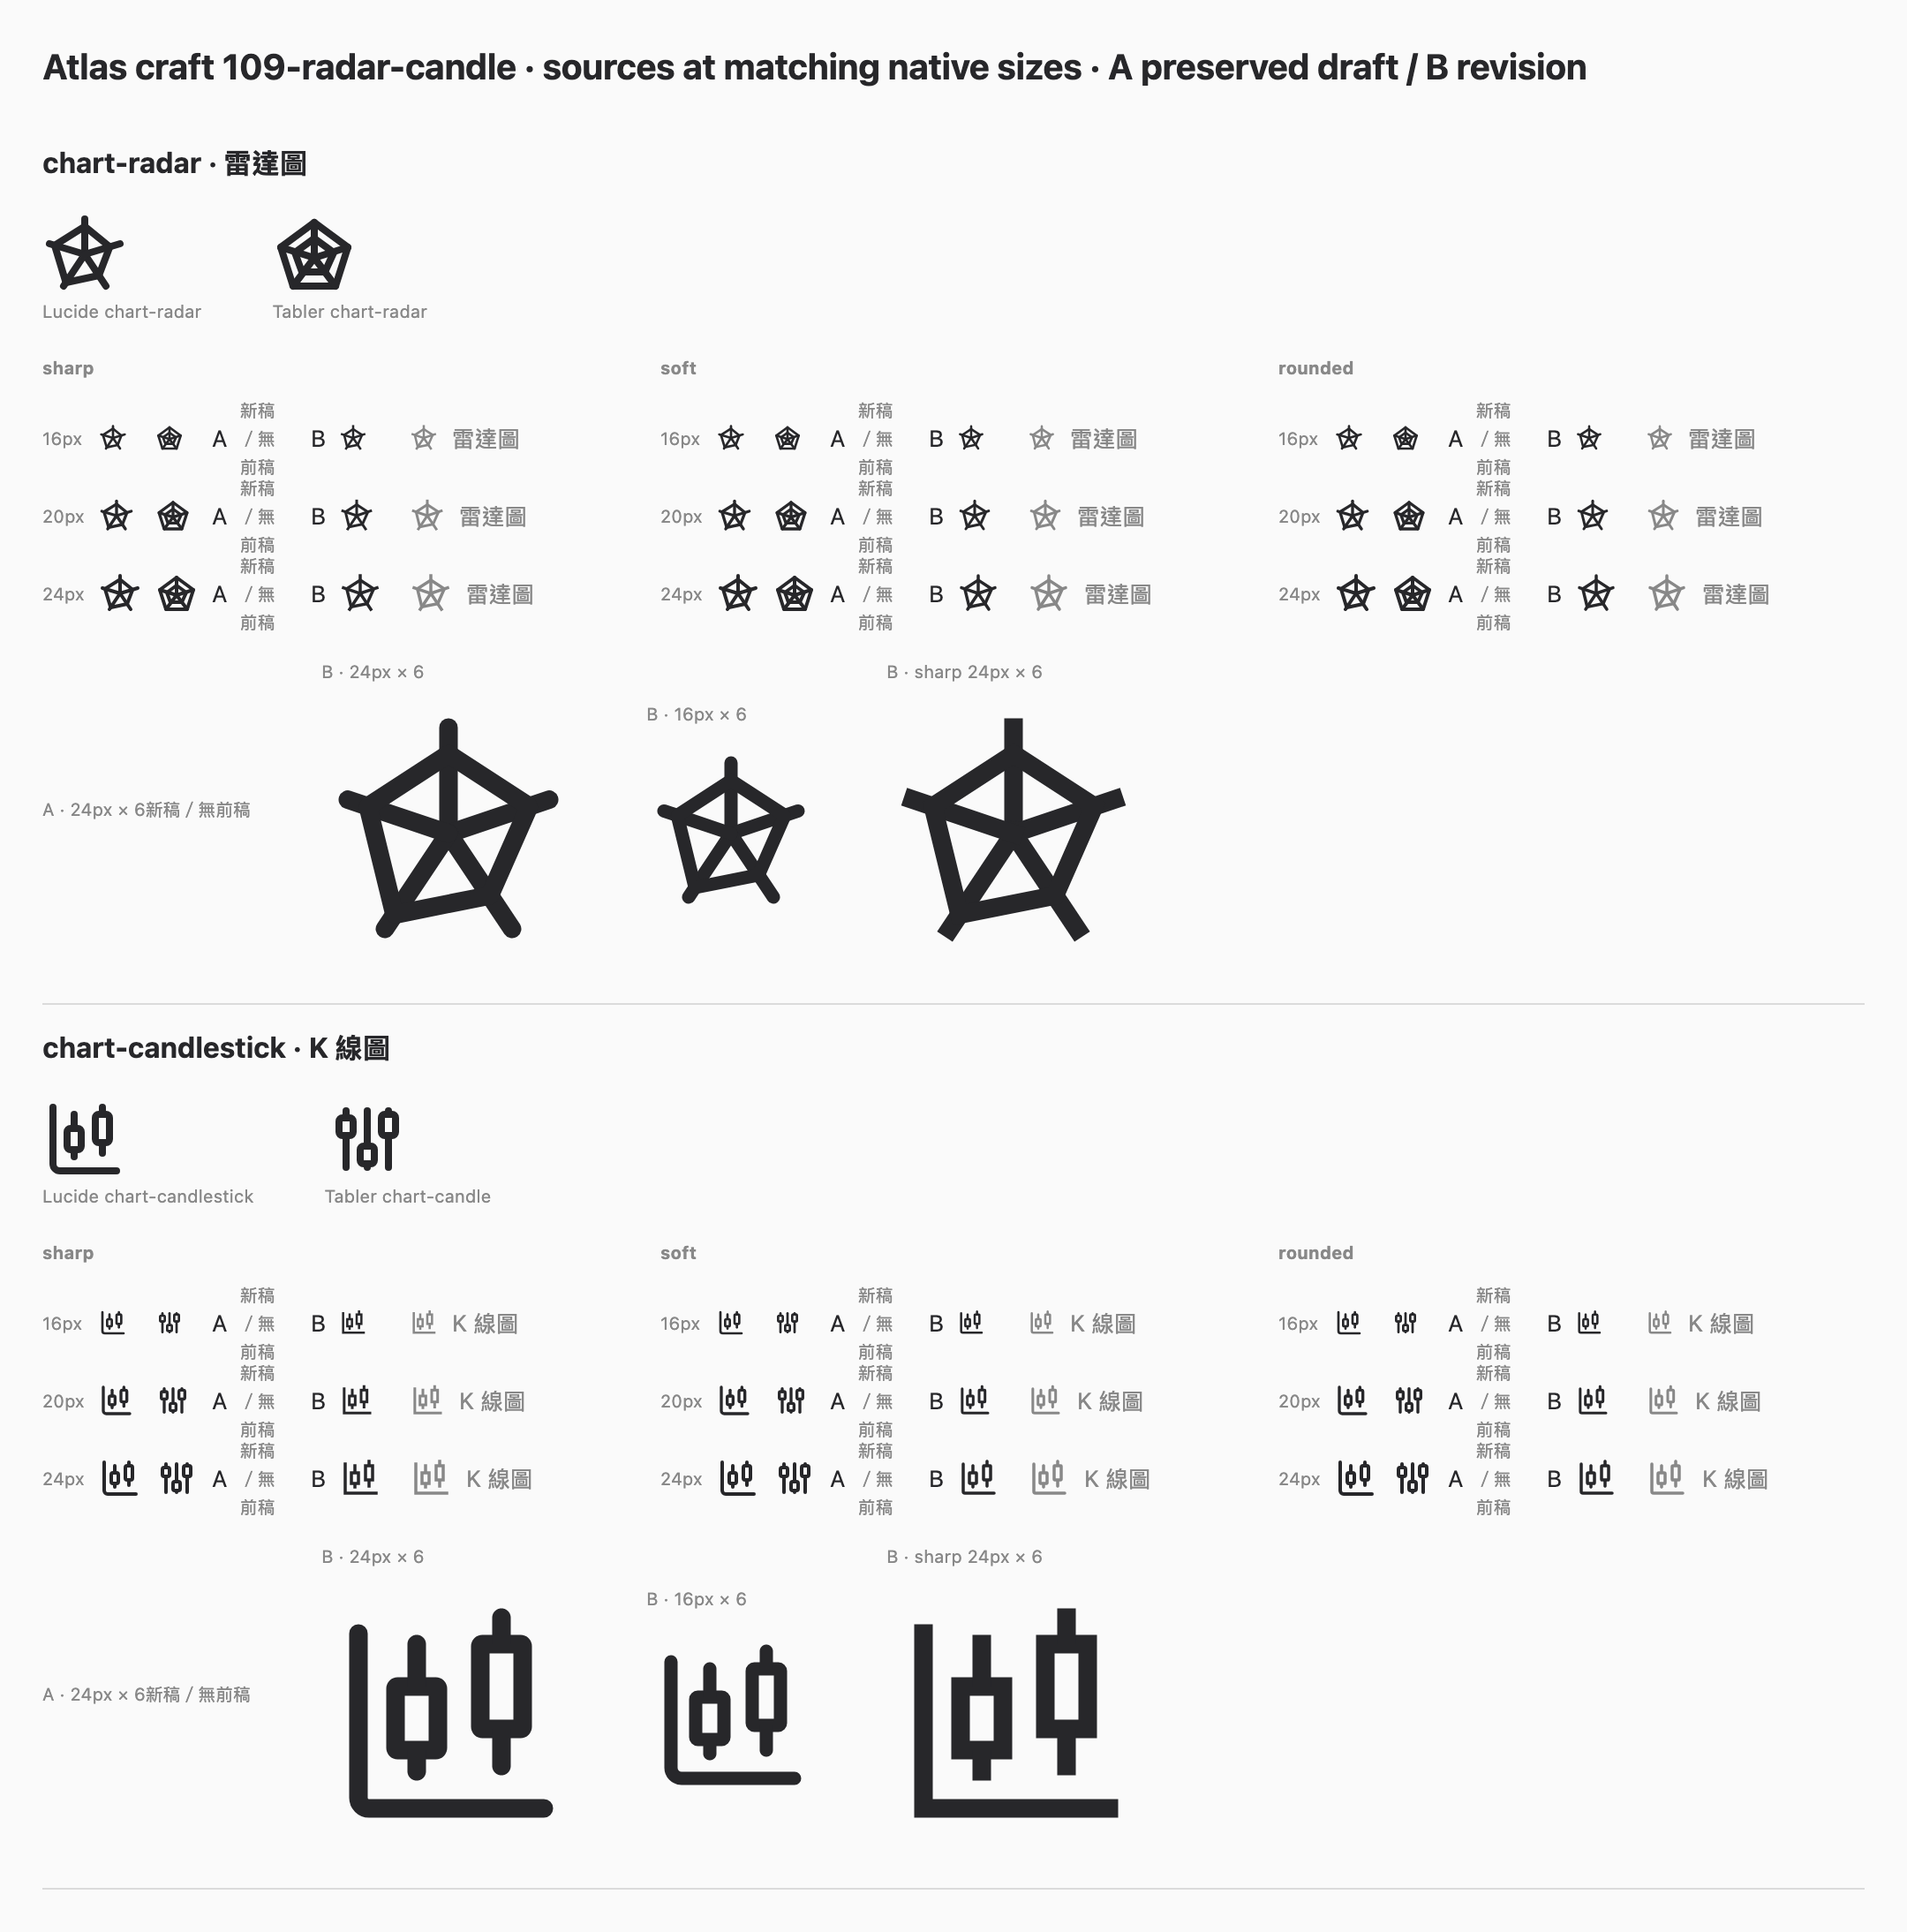 Atlas craft 109-radar-candle · sources at matching native sizes · A preserved draft / B revision
chart-radar · 雷達圖
Lucide chart-radar
Tabler chart-radar
sharp
16px A 新稿 / 無 前稿 B 雷達圖
20px A 新稿 / 無 前稿 B 雷達圖
24px A 新稿 / 無 前稿 B 雷達圖
soft
16px A 新稿 / 無 前稿 B 雷達圖
20px A 新稿 / 無 前稿 B 雷達圖
24px A 新稿 / 無 前稿 B 雷達圖
rounded
16px A 新稿 / 無 前稿 B 雷達圖
20px A 新稿 / 無 前稿 B 雷達圖
24px A 新稿 / 無 前稿 B 雷達圖
A · 24px × 6新稿 / 無前稿
B · 24px × 6
B · 16px × 6
B · sharp 24px × 6
chart-candlestick · K 線圖
Lucide chart-candlestick
Tabler chart-candle
sharp
16px A 新稿 / 無 前稿 B K 線圖
20px A 新稿 / 無 前稿 B K 線圖
24px A 新稿 / 無 前稿 B K 線圖
soft
16px A 新稿 / 無 前稿 B K 線圖
20px A 新稿 / 無 前稿 B K 線圖
24px A 新稿 / 無 前稿 B K 線圖
rounded
16px A 新稿 / 無 前稿 B K 線圖
20px A 新稿 / 無 前稿 B K 線圖
24px A 新稿 / 無 前稿 B K 線圖
A · 24px × 6新稿 / 無前稿
B · 24px × 6
B · 16px × 6
B · sharp 24px × 6